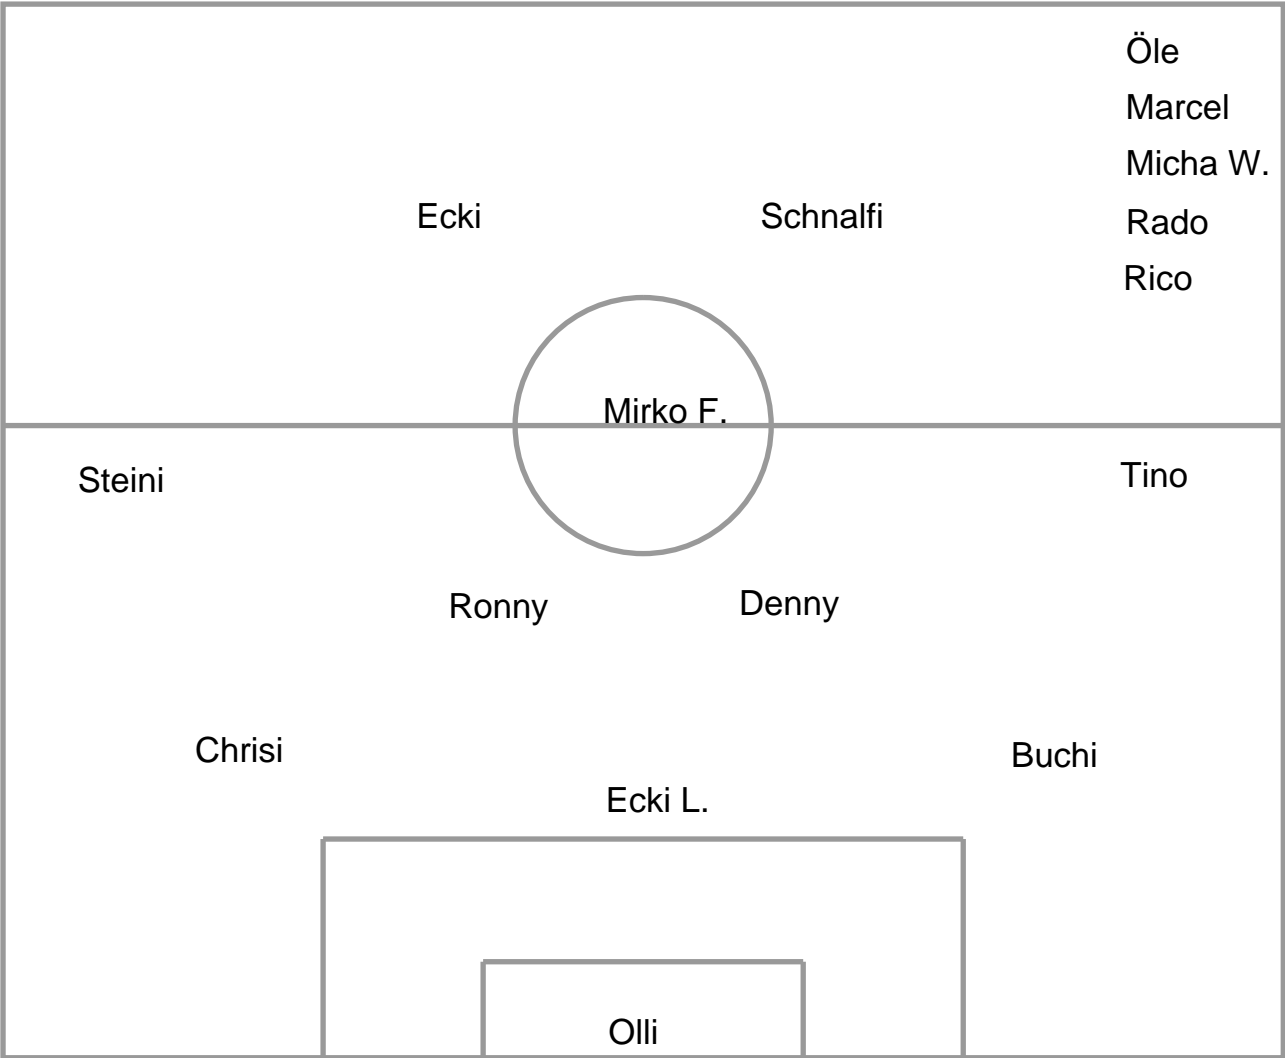 Öle
Marcel
Micha W.
Ecki
Schnalfi
Rado
Rico
Mirko F.
Steini
Tino
Ronny
Denny
Chrisi
Buchi
Ecki L.
Olli